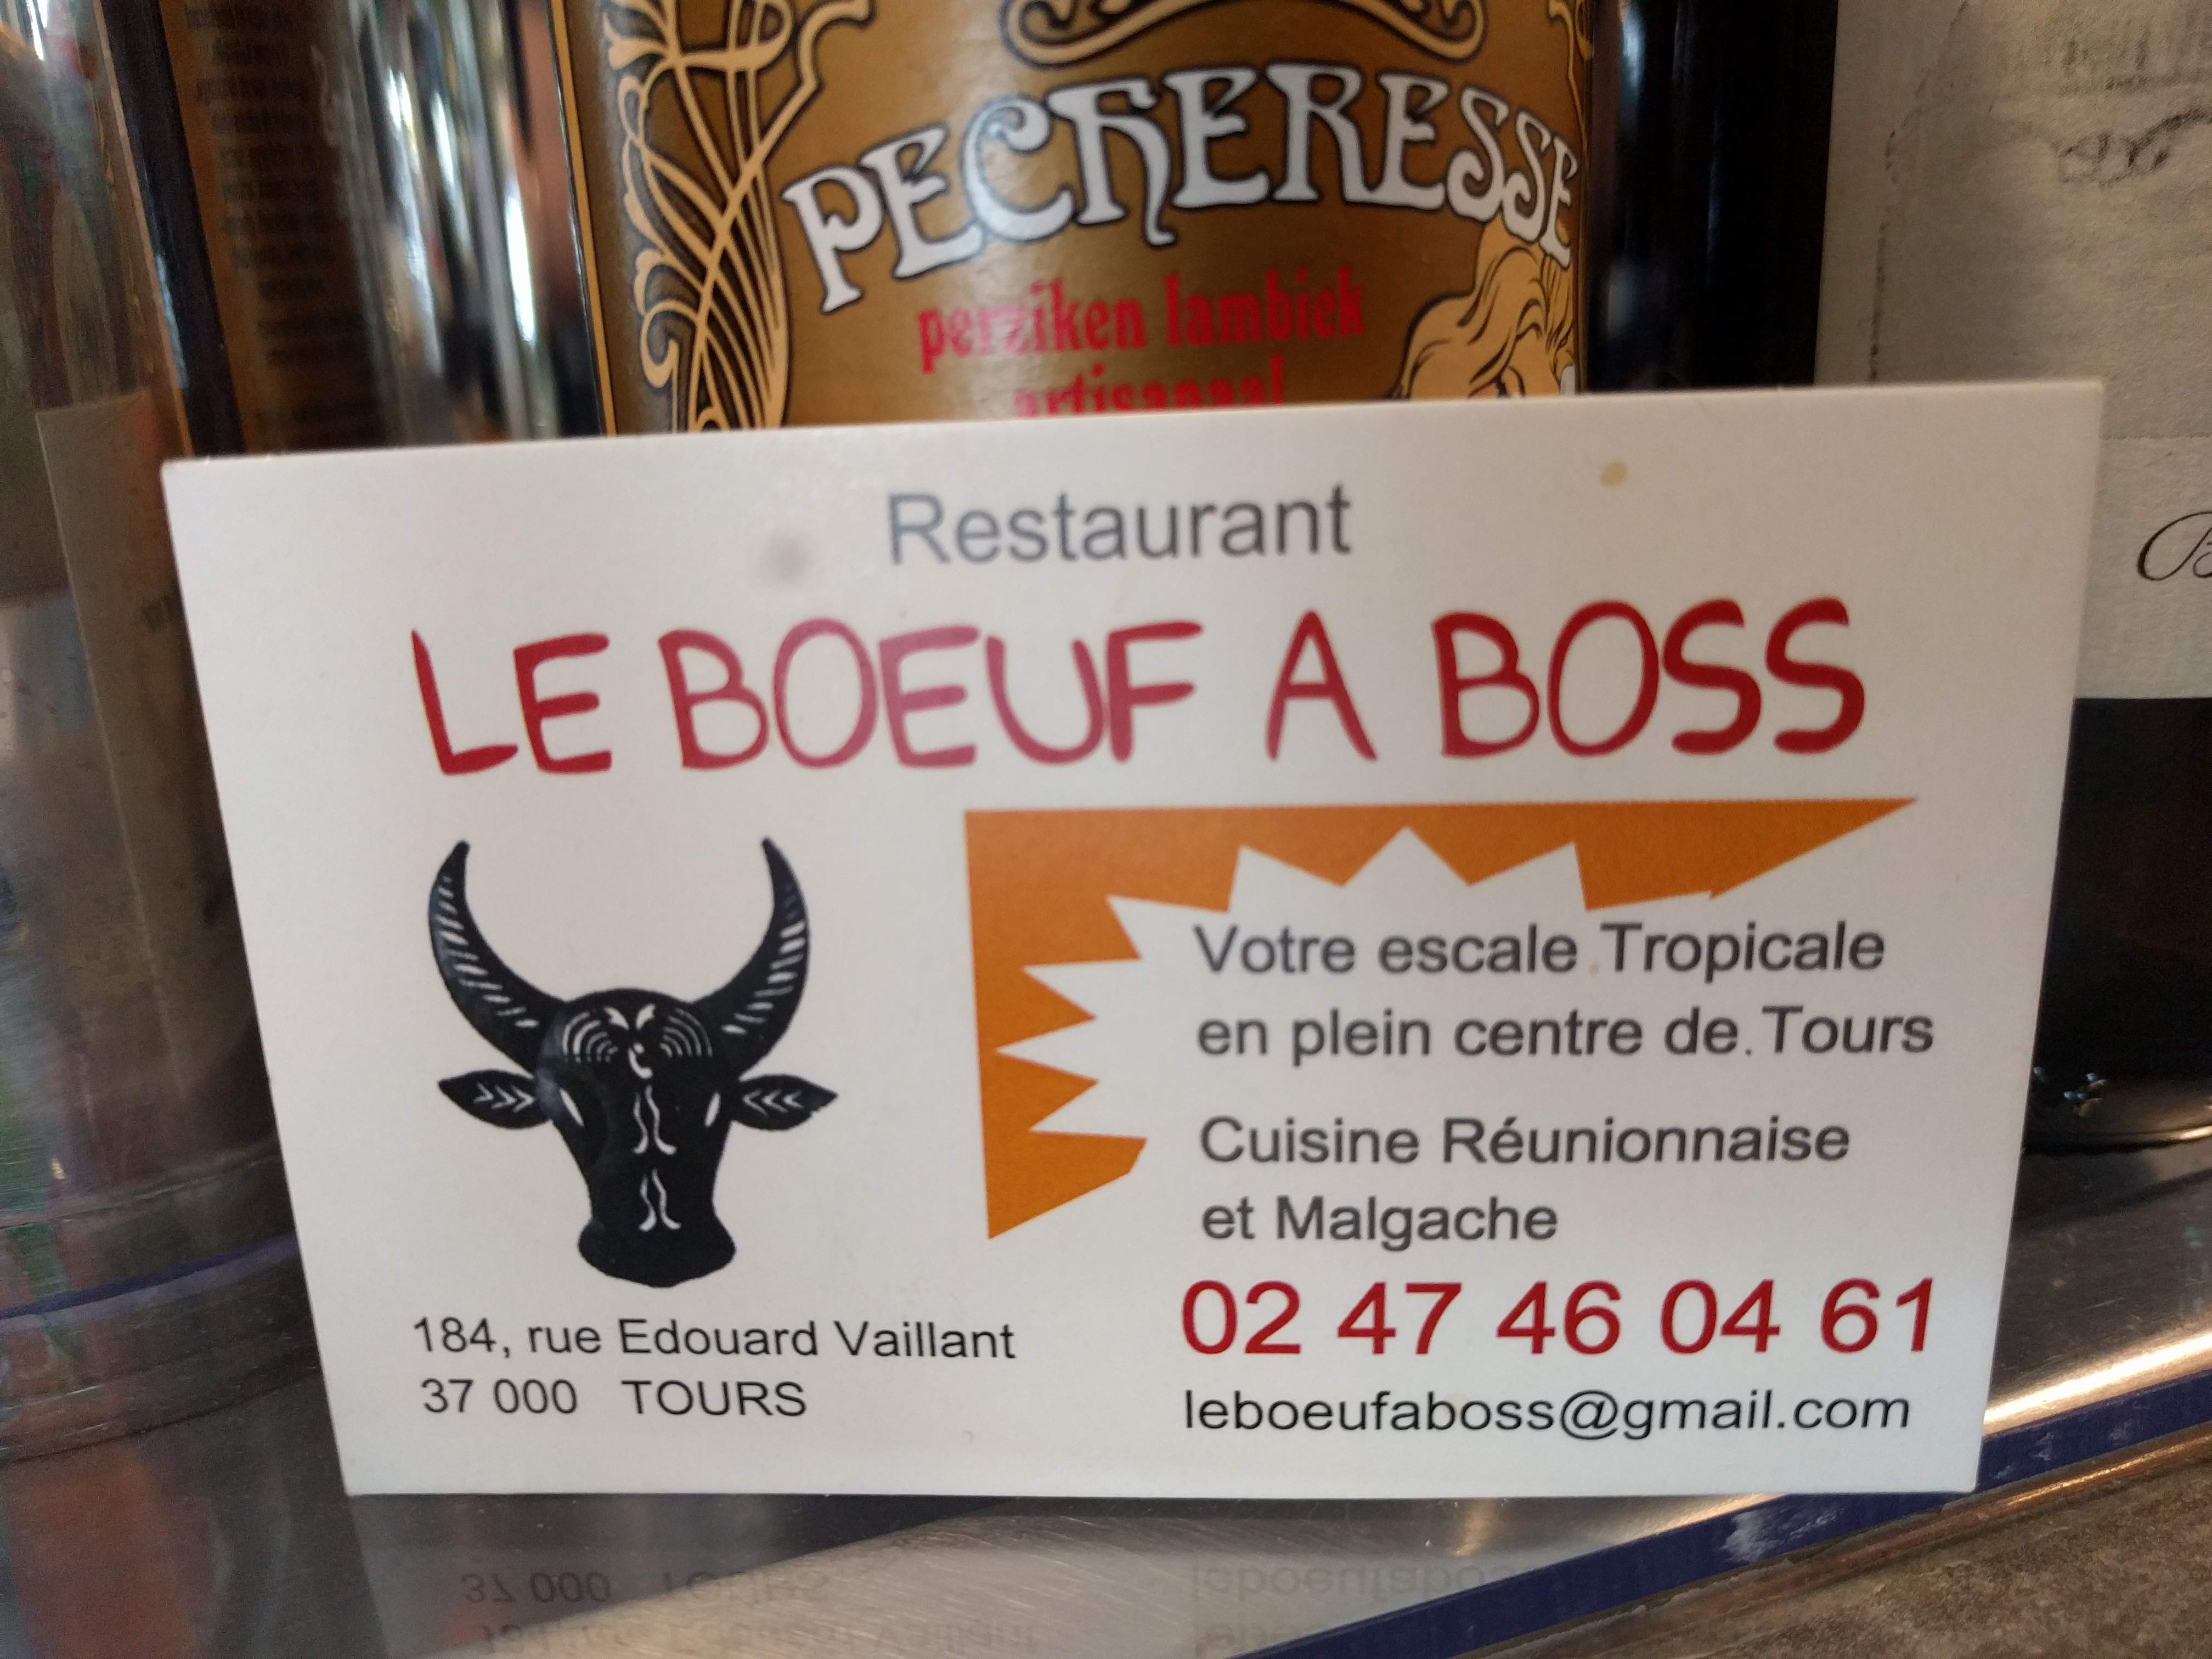 PECHERESSE
perziken lambiek
artisanaal
Restaurant
LE BOEUF A BOSS
Votre escale Tropicale
en plein centre de Tours
Cuisine Réunionnaise
et Malgache
02 47 46 04 61
leboeufaboss@gmail.com
184, rue Edouard Vaillant
37 000 TOURS